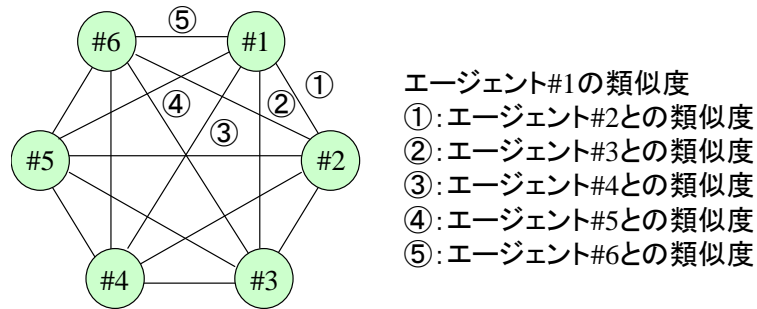 ⑤
#6
#1
①
④
②
③
#5
#2
#4
#3
エージェント#1の類似度
①:エージェント#2との類似度
②:エージェント#3との類似度
③:エージェント#4との類似度
④:エージェント#5との類似度
⑤:エージェント#6との類似度